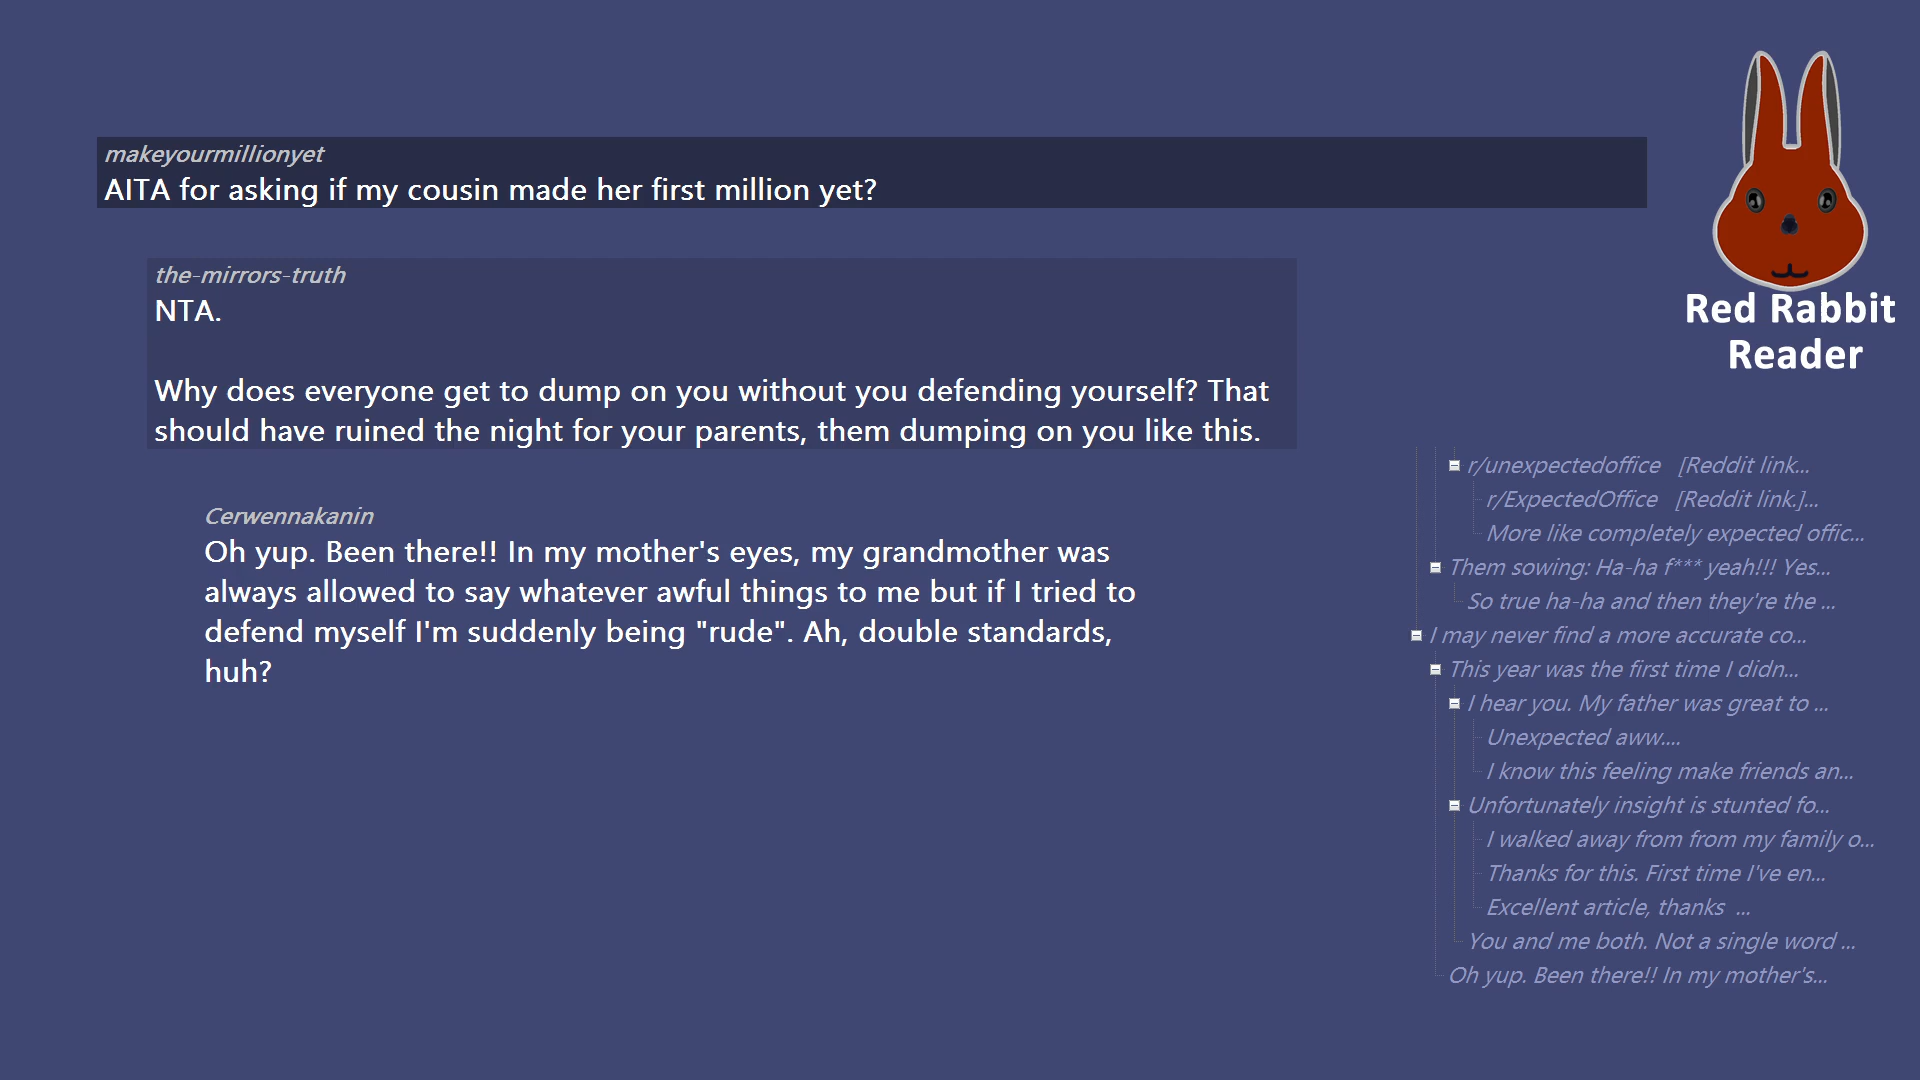 makeyourmillionyet
AITA for asking if my cousin made her first million yet?
the-mirrors-truth
NTA.
Why does everyone get to dump on you without you defending yourself? That
should have ruined the night for your parents, them dumping on you like this.
Cerwennakanin
Oh yup. Been there!! In my mother's eyes, my grandmother was
always allowed to say whatever awful things to me but if I tried to
defend myself I'm suddenly being "rude". Ah, double standards,
huh?
Red Rabbit
Reader
r/unexpectedoffice [Reddit link...
r/ExpectedOffice [Reddit link.]...
More like completely expected offic...
Them sowing: Ha-ha f*** yeah!!! Yes...
So true ha-ha and then they're the ...
I may never find a more accurate co...
This year was the first time I didn...
I hear you. My father was great to ...
Unexpected aww....
I know this feeling make friends an...
Unfortunately insight is stunted fo...
I walked away from from my family o...
Thanks for this. First time I've en...
Excellent article, thanks ...
You and me both. Not a single word ...
Oh yup. Been there!! In my mother's...